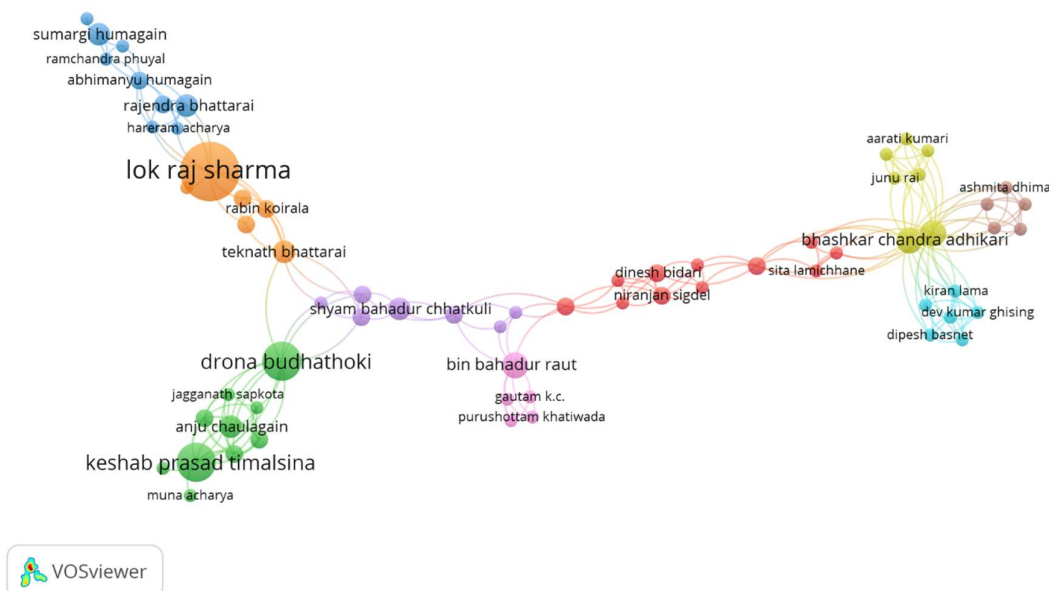 sumargi humagain
ramchandra phuyal
abhimanyu humagain
rajendra bhattarai
hareram acharya
lok raj sharma
rabin koirala
teknath bhattarai
shyam bahadur chhatkuli
drona budhathoki
jagganath sapkota
anju chaulagain
keshab prasad timalsina
muna acharya
bin bahadur raut
gautam k.c.
purushottam khatiwada
dinesh bidari
niranjan sigdel
sita lamichhane
bhashkar chandra adhikari
aarati kumari
junu rai
ashmita dhima
kiran lama
dev kumar ghising
dipesh basnet
VOSviewer